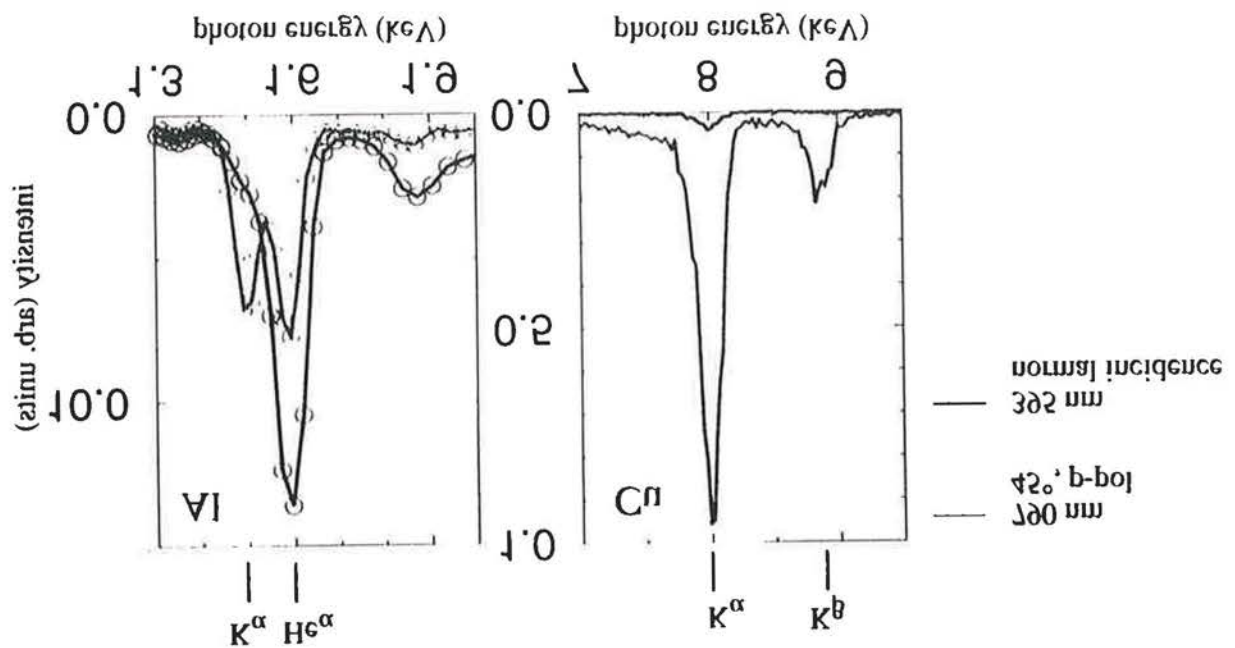 photon energy (keV)
photon energy (keV)
1.3 1.6 1.9
7 8 9
0.0
0.0
intensity (arb. units)
0.5
10.0
normal incidence
395 nm
Al
Cu
45°, p-pol
790 nm
1.0
Kα Heα
Kα Kβ